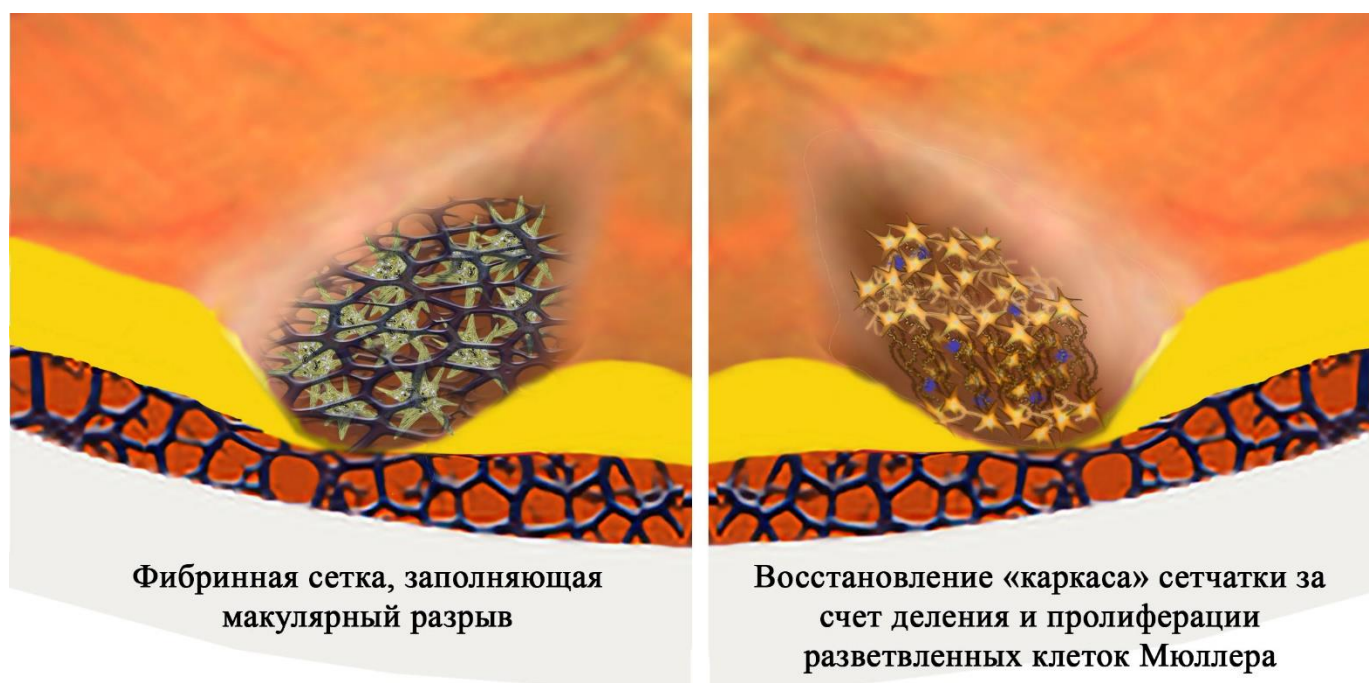 Фибринная сетка, заполняющая
макулярный разрыв
Восстановление «каркаса» сетчатки за
счет деления и пролиферации
разветвленных клеток Мюллера